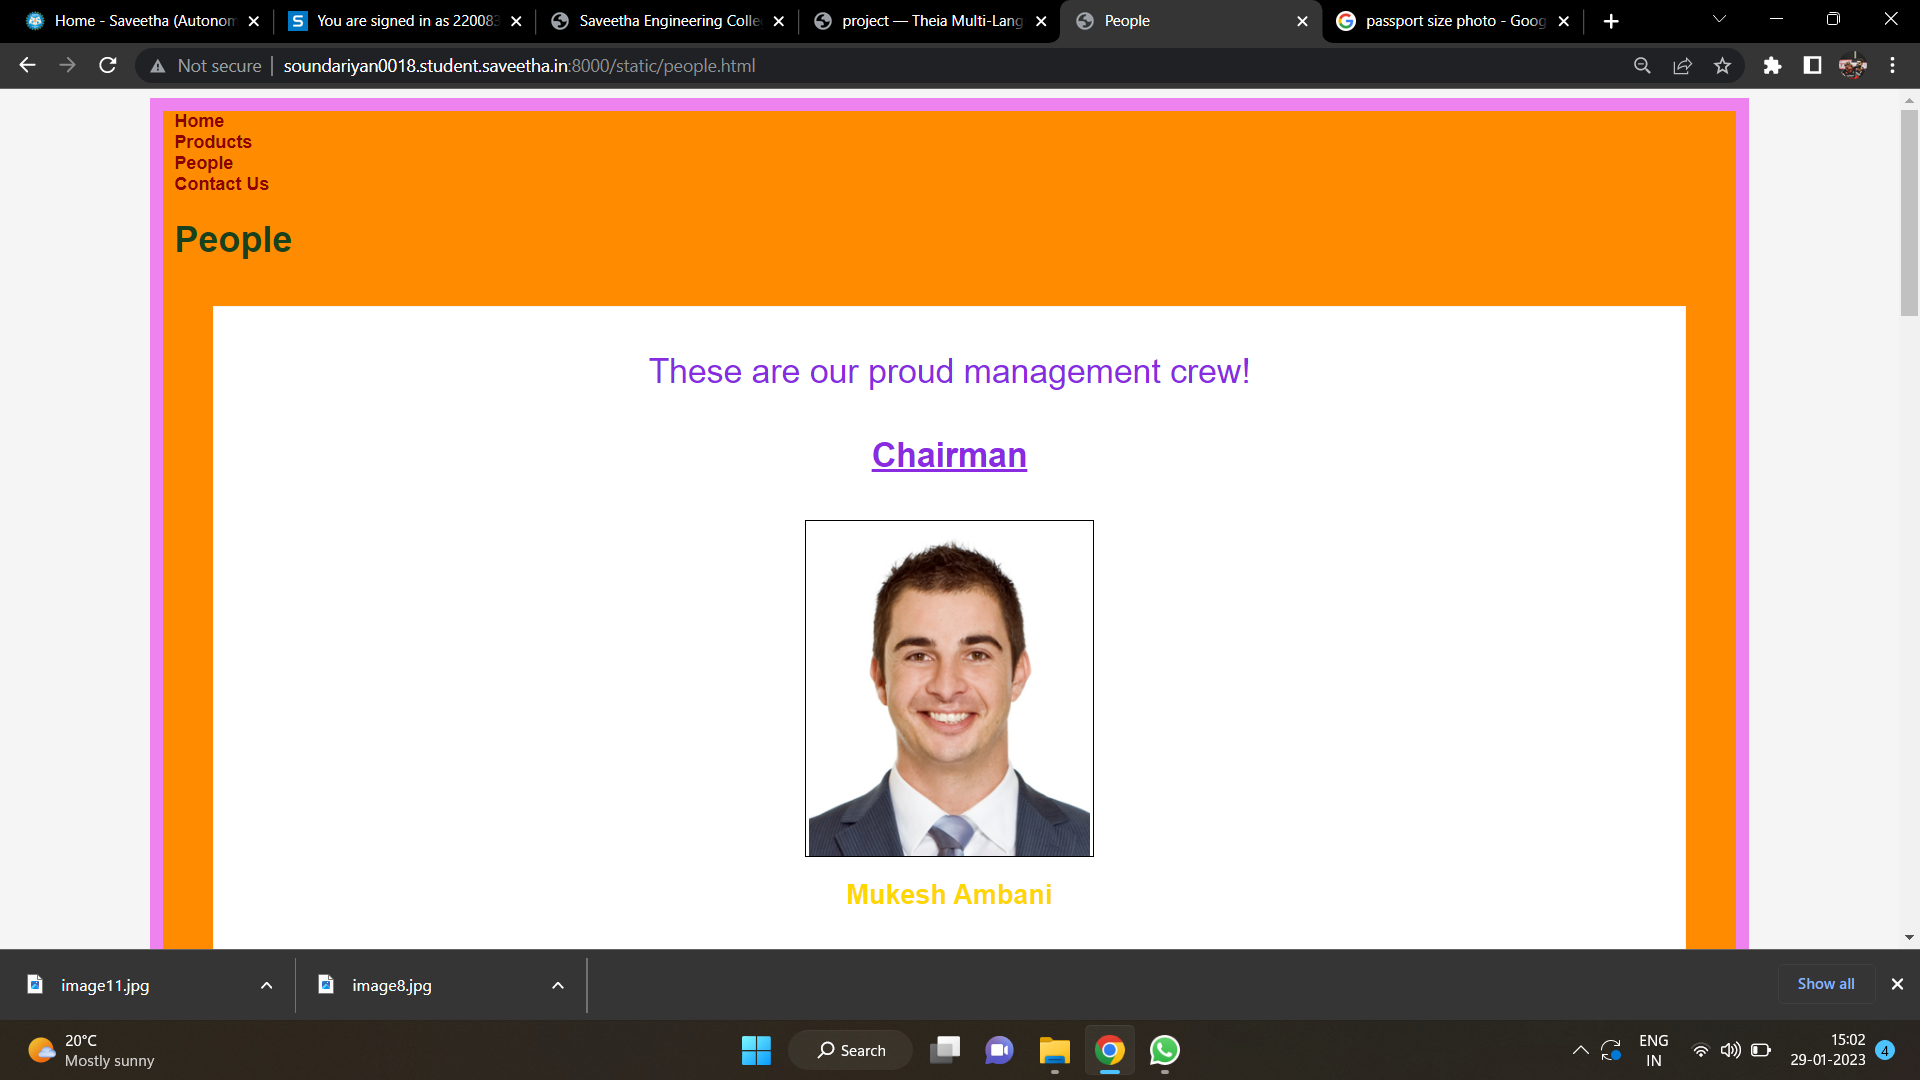 Home - Saveetha (Autonom
You are signed in as 220083
Saveetha Engineering Colle
project — Theia Multi-Lang
People
passport size photo - Goog
Not secure
soundariyan0018.student.saveetha.in:8000/static/people.html
Home
Products
People
Contact Us
People
These are our proud management crew!
Chairman
Mukesh Ambani
image11.jpg
image8.jpg
Show all
20°C
Mostly sunny
Search
ENG
IN
15:02
29-01-2023
4